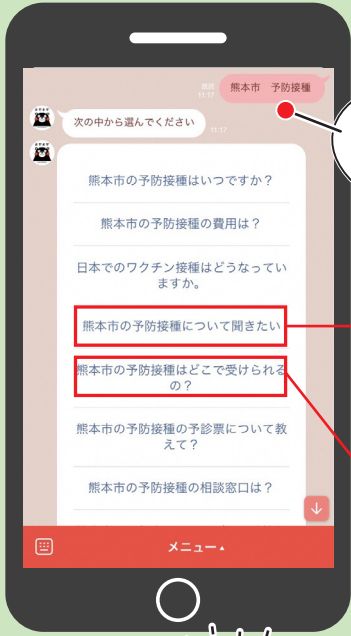 既読
11:17
熊本市 予防接種
次の中から選んでください
11:17
熊本市の予防接種はいつですか？
熊本市の予防接種の費用は？
日本でのワクチン接種はどうなってい
ますか。
熊本市の予防接種について聞きたい
熊本市の予防接種はどこで受けられる
の？
熊本市の予防接種の予診票について教
えて？
熊本市の予防接種の相談窓口は？
メニュー